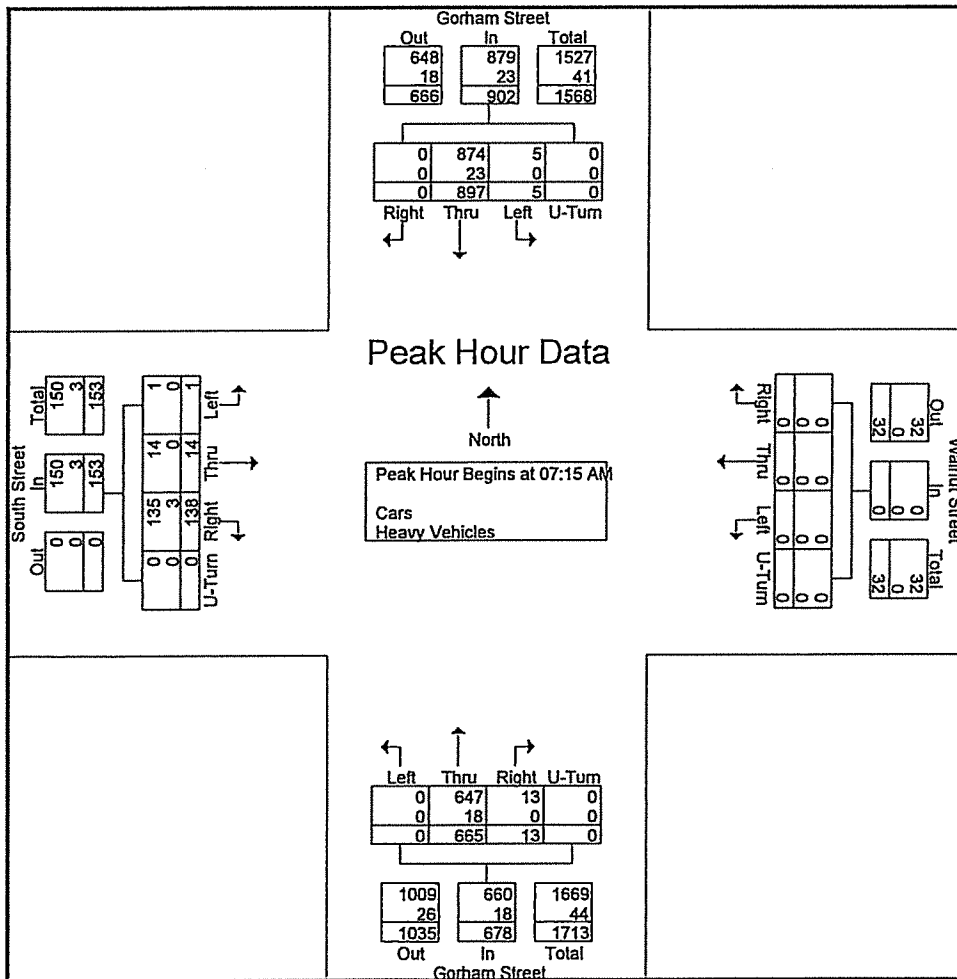 Gorham Street
Out In Total
648 879 1527
18 23 41
666 902 1568
0 874 5 0
0 23 0 0
0 897 5 0
Right Thru Left U-Turn
Peak Hour Data
North
Peak Hour Begins at 07:15 AM
Cars
Heavy Vehicles
South Street
Total In Out
150 150 0
3 3 0
153 153 0
1 14 135 0
0 0 3 0
1 14 138 0
Left Thru Right U-Turn
Right Thru Left U-Turn
0 0 0 0
0 0 0 0
0 0 0 0
Out In Total
32 0 32
0 0 0
32 0 32
Walnut Street
Left Thru Right U-Turn
0 647 13 0
0 18 0 0
0 665 13 0
1009 660 1669
26 18 44
1035 678 1713
Out In Total
Gorham Street